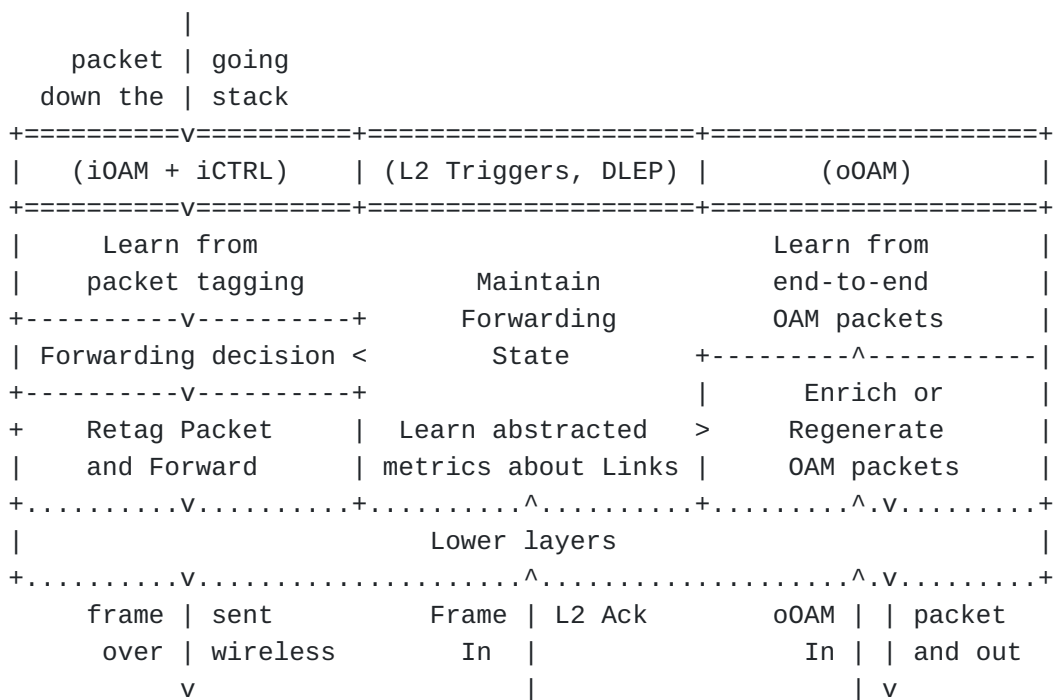 |
    packet | going
  down the | stack
+==========v==========+=====================+=====================+
|   (iOAM + iCTRL)    | (L2 Triggers, DLEP) |       (oOAM)        |
+==========v==========+=====================+=====================+
|     Learn from                                 Learn from       |
|    packet tagging           Maintain           end-to-end       |
+----------v----------+      Forwarding          OAM packets      |
| Forwarding decision <        State        +---------^-----------|
+----------v----------+                     |      Enrich or      |
+    Retag Packet     |  Learn abstracted   >     Regenerate      |
|    and Forward      | metrics about Links |     OAM packets     |
+..........v..........+..........^..........+.........^.v.........+
|                          Lower layers                           |
+..........v.....................^....................^.v.........+
     frame | sent          Frame | L2 Ack        oOAM | | packet
      over | wireless        In  |                 In | | and out
           v                     |                    | v